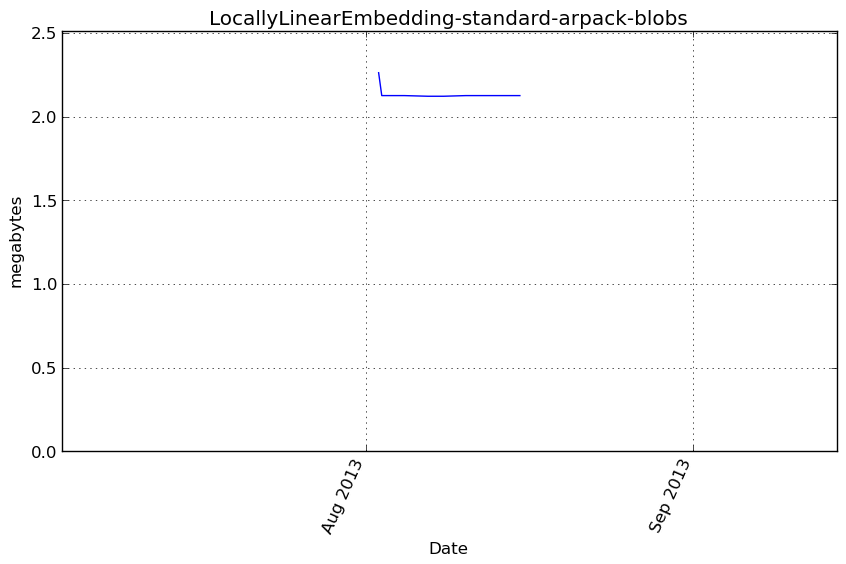 LocallyLinearEmbedding-standard-arpack-blobs
2.5
2.0
1.5
1.0
0.5
0.0
megabytes
Aug 2013
Sep 2013
Date